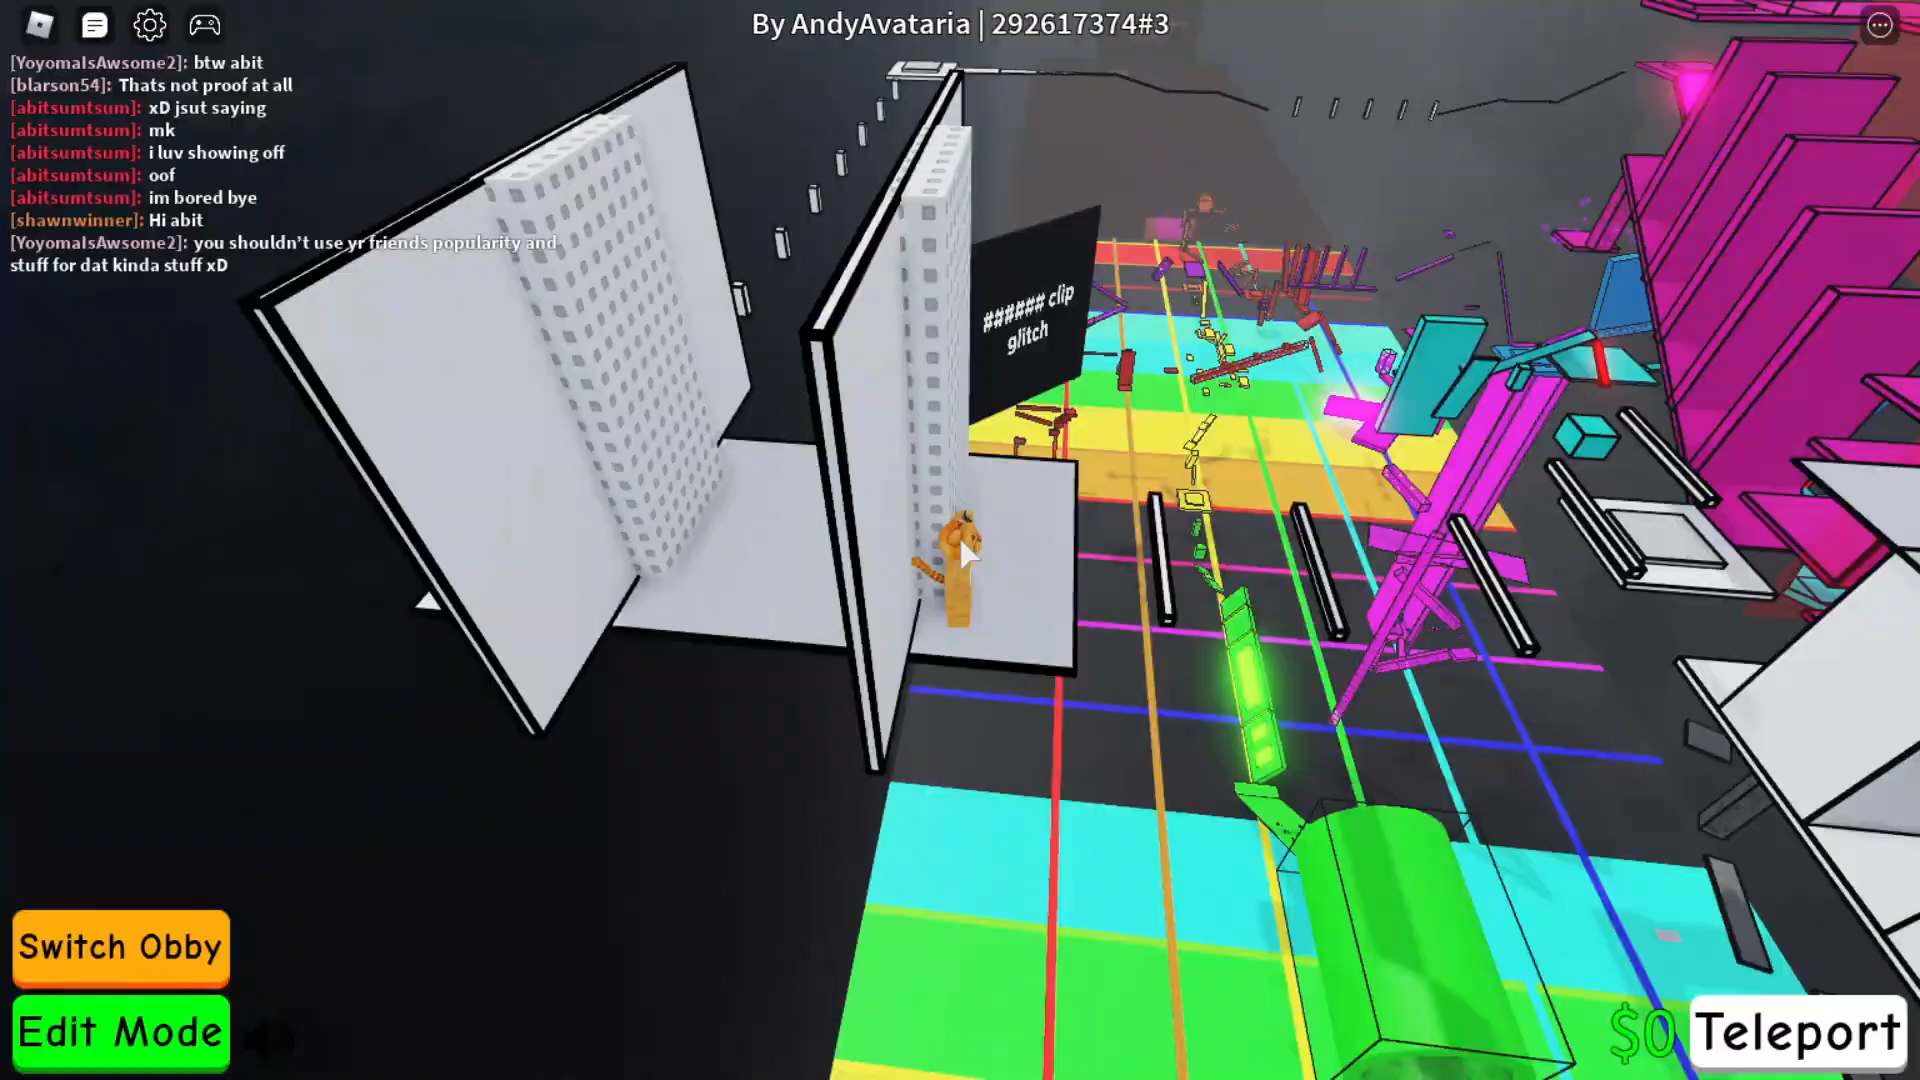 By AndyAvataria | 292617374#3
[YoyomaIsAwsome2]: btw abit
[blarson54]: Thats not proof at all
[abitsumtsum]: xD jsut saying
[abitsumtsum]: mk
[abitsumtsum]: i luv showing off
[abitsumtsum]: oof
[abitsumtsum]: im bored bye
[shawnwinner]: Hi abit
[YoyomaIsAwsome2]: you shouldn't use yr friends popularity and
stuff for dat kinda stuff xD
###### clip
glitch
Switch Obby
Edit Mode
$0
Teleport